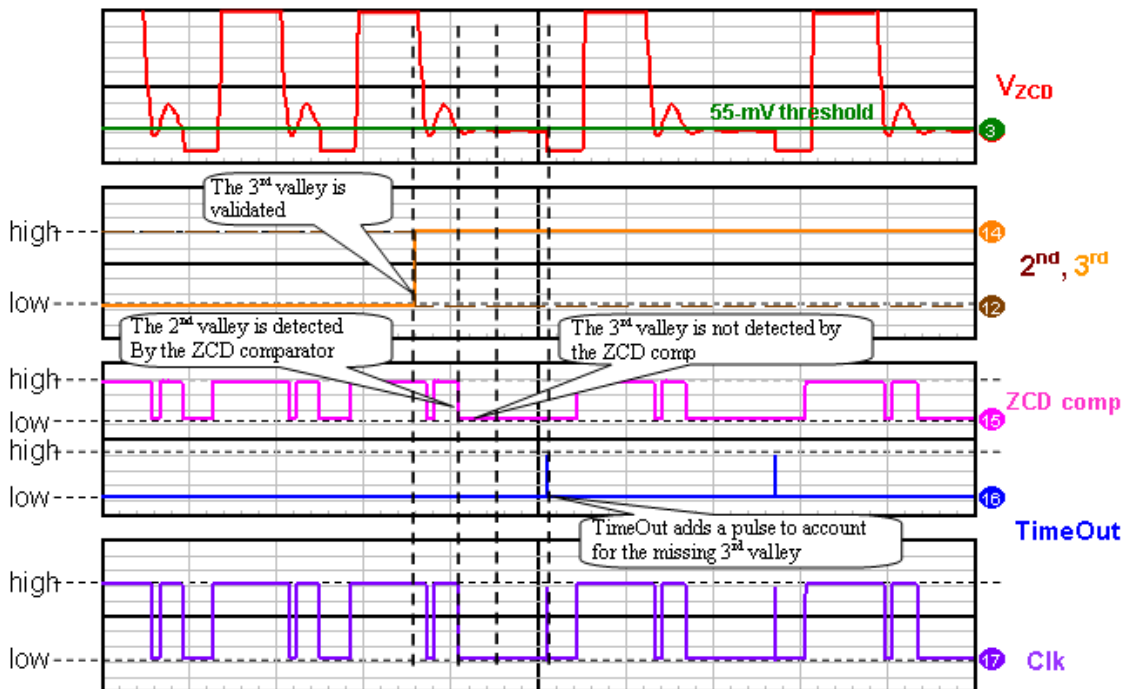 V_ZCD
55-mV threshold
3
The 3rd valley is
validated
high
14
2nd, 3rd
low
12
The 2nd valley is detected
By the ZCD comparator
The 3rd valley is not detected by
the ZCD comp
high
ZCD comp
low
15
high
low
16
TimeOut
TimeOut adds a pulse to account
for the missing 3rd valley
high
low
17
Clk